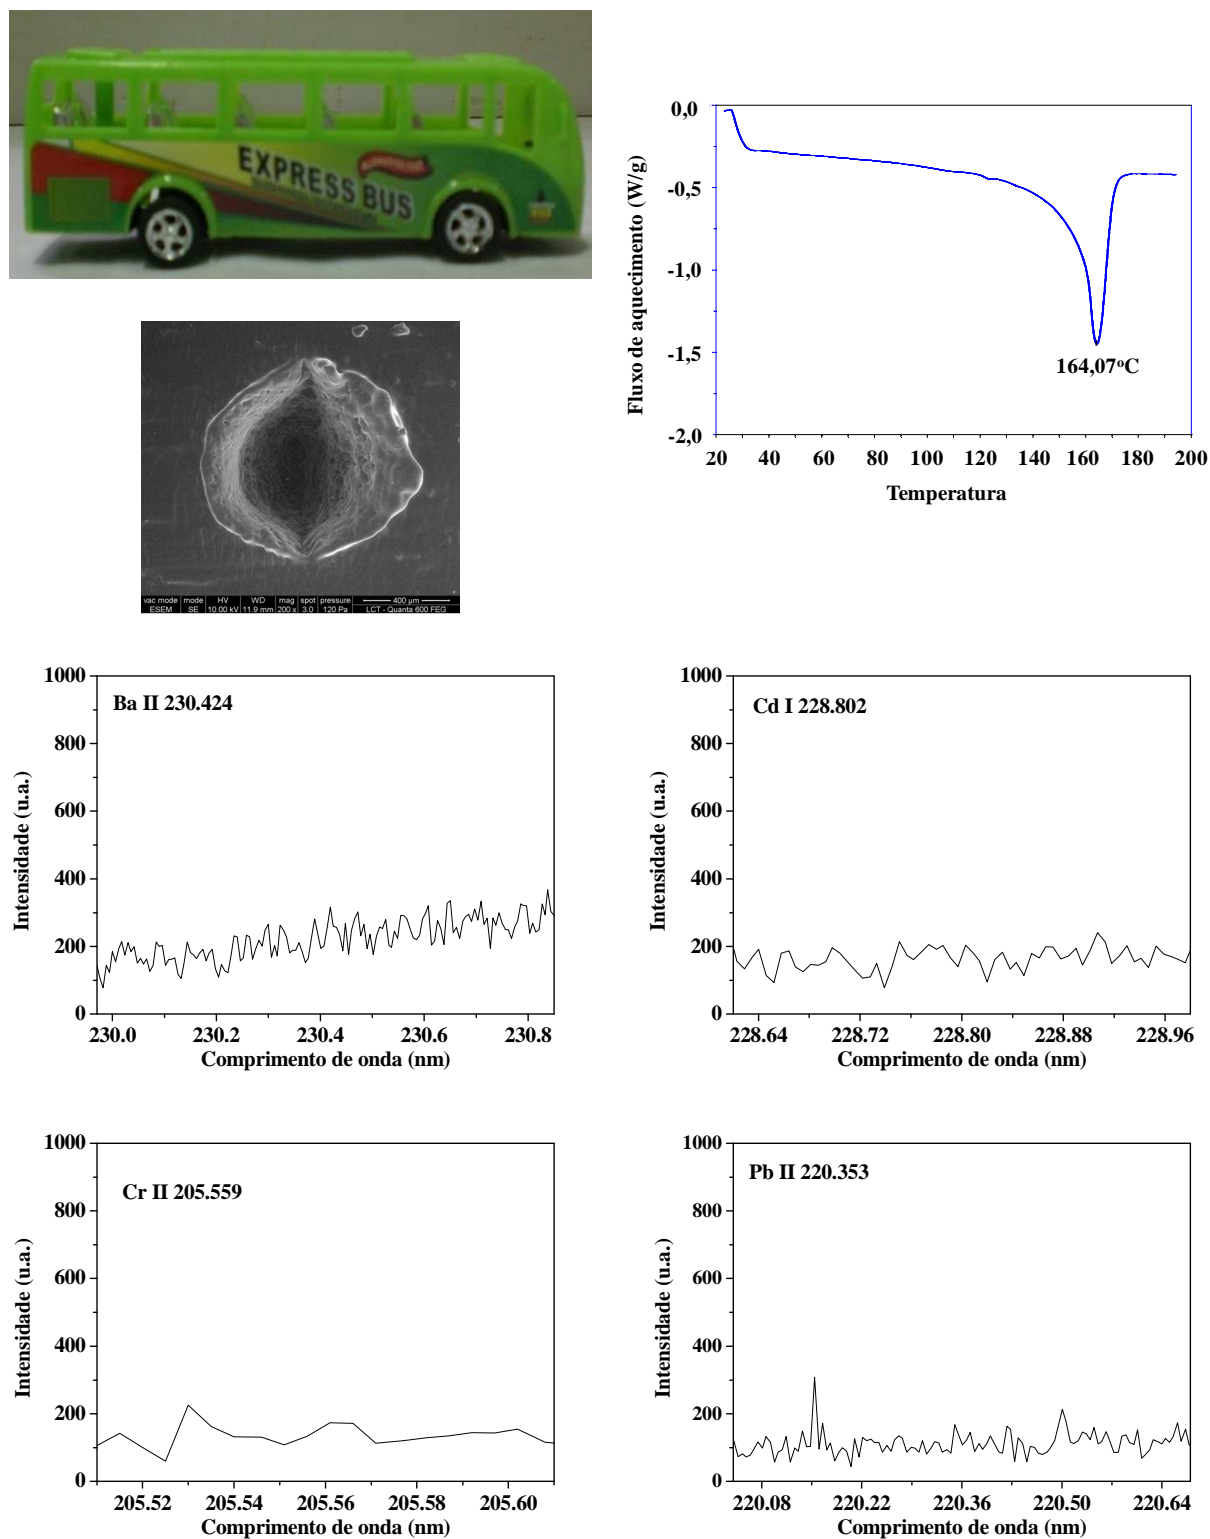 EXPRESS BUS
0,0
-0,5
-1,0
-1,5
-2,0
Fluxo de aquecimento (W/g)
164,07ºC
20 40 60 80 100 120 140 160 180 200
Temperatura
vac mode mode HV WD mag spot pressure 400 µm
ESEM SE 10.00 kV 11.9 mm 200 x 3.0 120 Pa LCT - Quanta 600 FEG
Ba II 230.424
1000
800
600
400
200
0
Intensidade (u.a.)
230.0 230.2 230.4 230.6 230.8
Comprimento de onda (nm)
Cd I 228.802
1000
800
600
400
200
0
Intensidade (u.a.)
228.64 228.72 228.80 228.88 228.96
Comprimento de onda (nm)
Cr II 205.559
1000
800
600
400
200
0
Intensidade (u.a.)
205.52 205.54 205.56 205.58 205.60
Comprimento de onda (nm)
Pb II 220.353
1000
800
600
400
200
0
Intensidade (u.a.)
220.08 220.22 220.36 220.50 220.64
Comprimento de onda (nm)